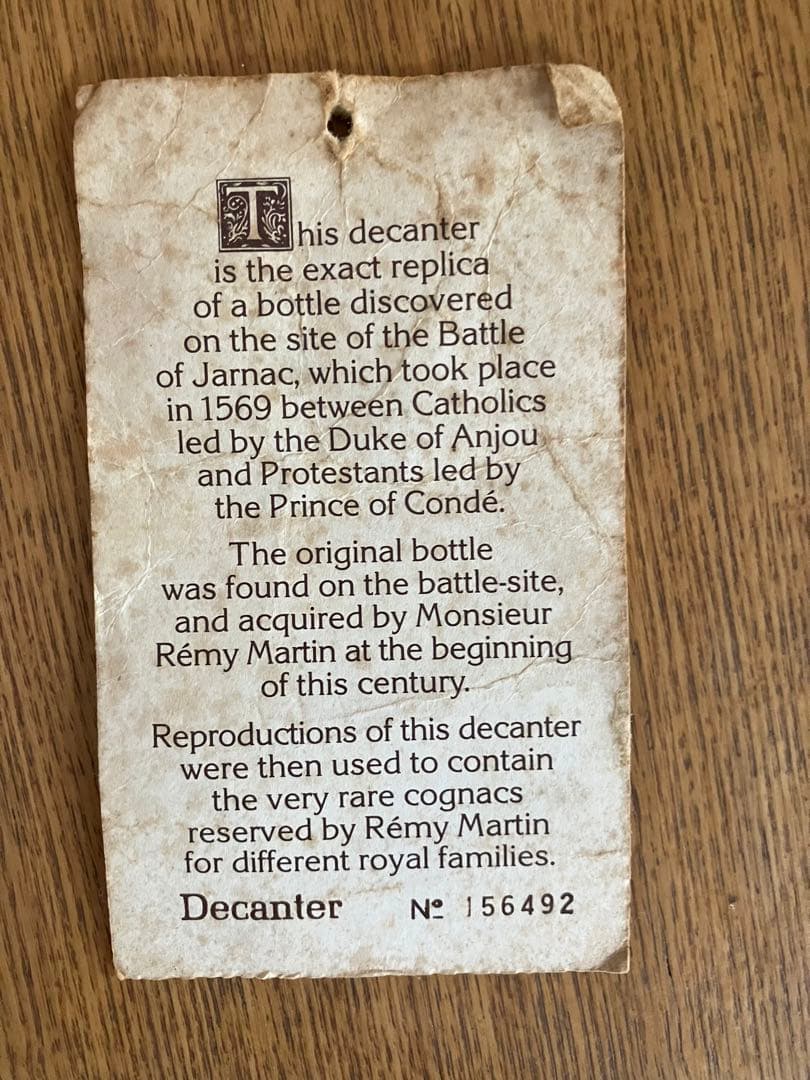 This decanter
is the exact replica
of a bottle discovered
on the site of the Battle
of Jarnac, which took place
in 1569 between Catholics
led by the Duke of Anjou
and Protestants led by
the Prince of Condé.
The original bottle
was found on the battle-site,
and acquired by Monsieur
Rémy Martin at the beginning
of this century.
Reproductions of this decanter
were then used to contain
the very rare cognacs
reserved by Rémy Martin
for different royal families.
Decanter Nº 156492